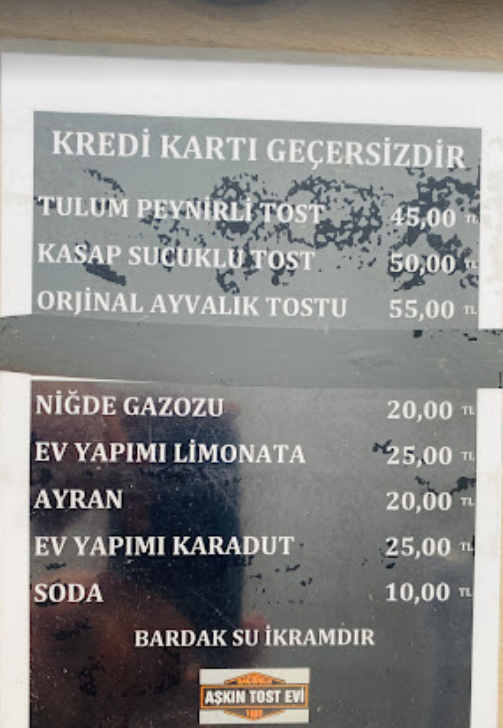 KREDİ KARTI GEÇERSİZDİR
TULUM PEYNİRLİ TOST 45,00 TL
KASAP SUCUKLU TOST 50,00 TL
ORJİNAL AYVALIK TOSTU 55,00 TL
NİĞDE GAZOZU 20,00 TL
EV YAPIMI LİMONATA 25,00 TL
AYRAN 20,00 TL
EV YAPIMI KARADUT 25,00 TL
SODA 10,00 TL
BARDAK SU İKRAMDIR
AŞKIN TOST EVİ